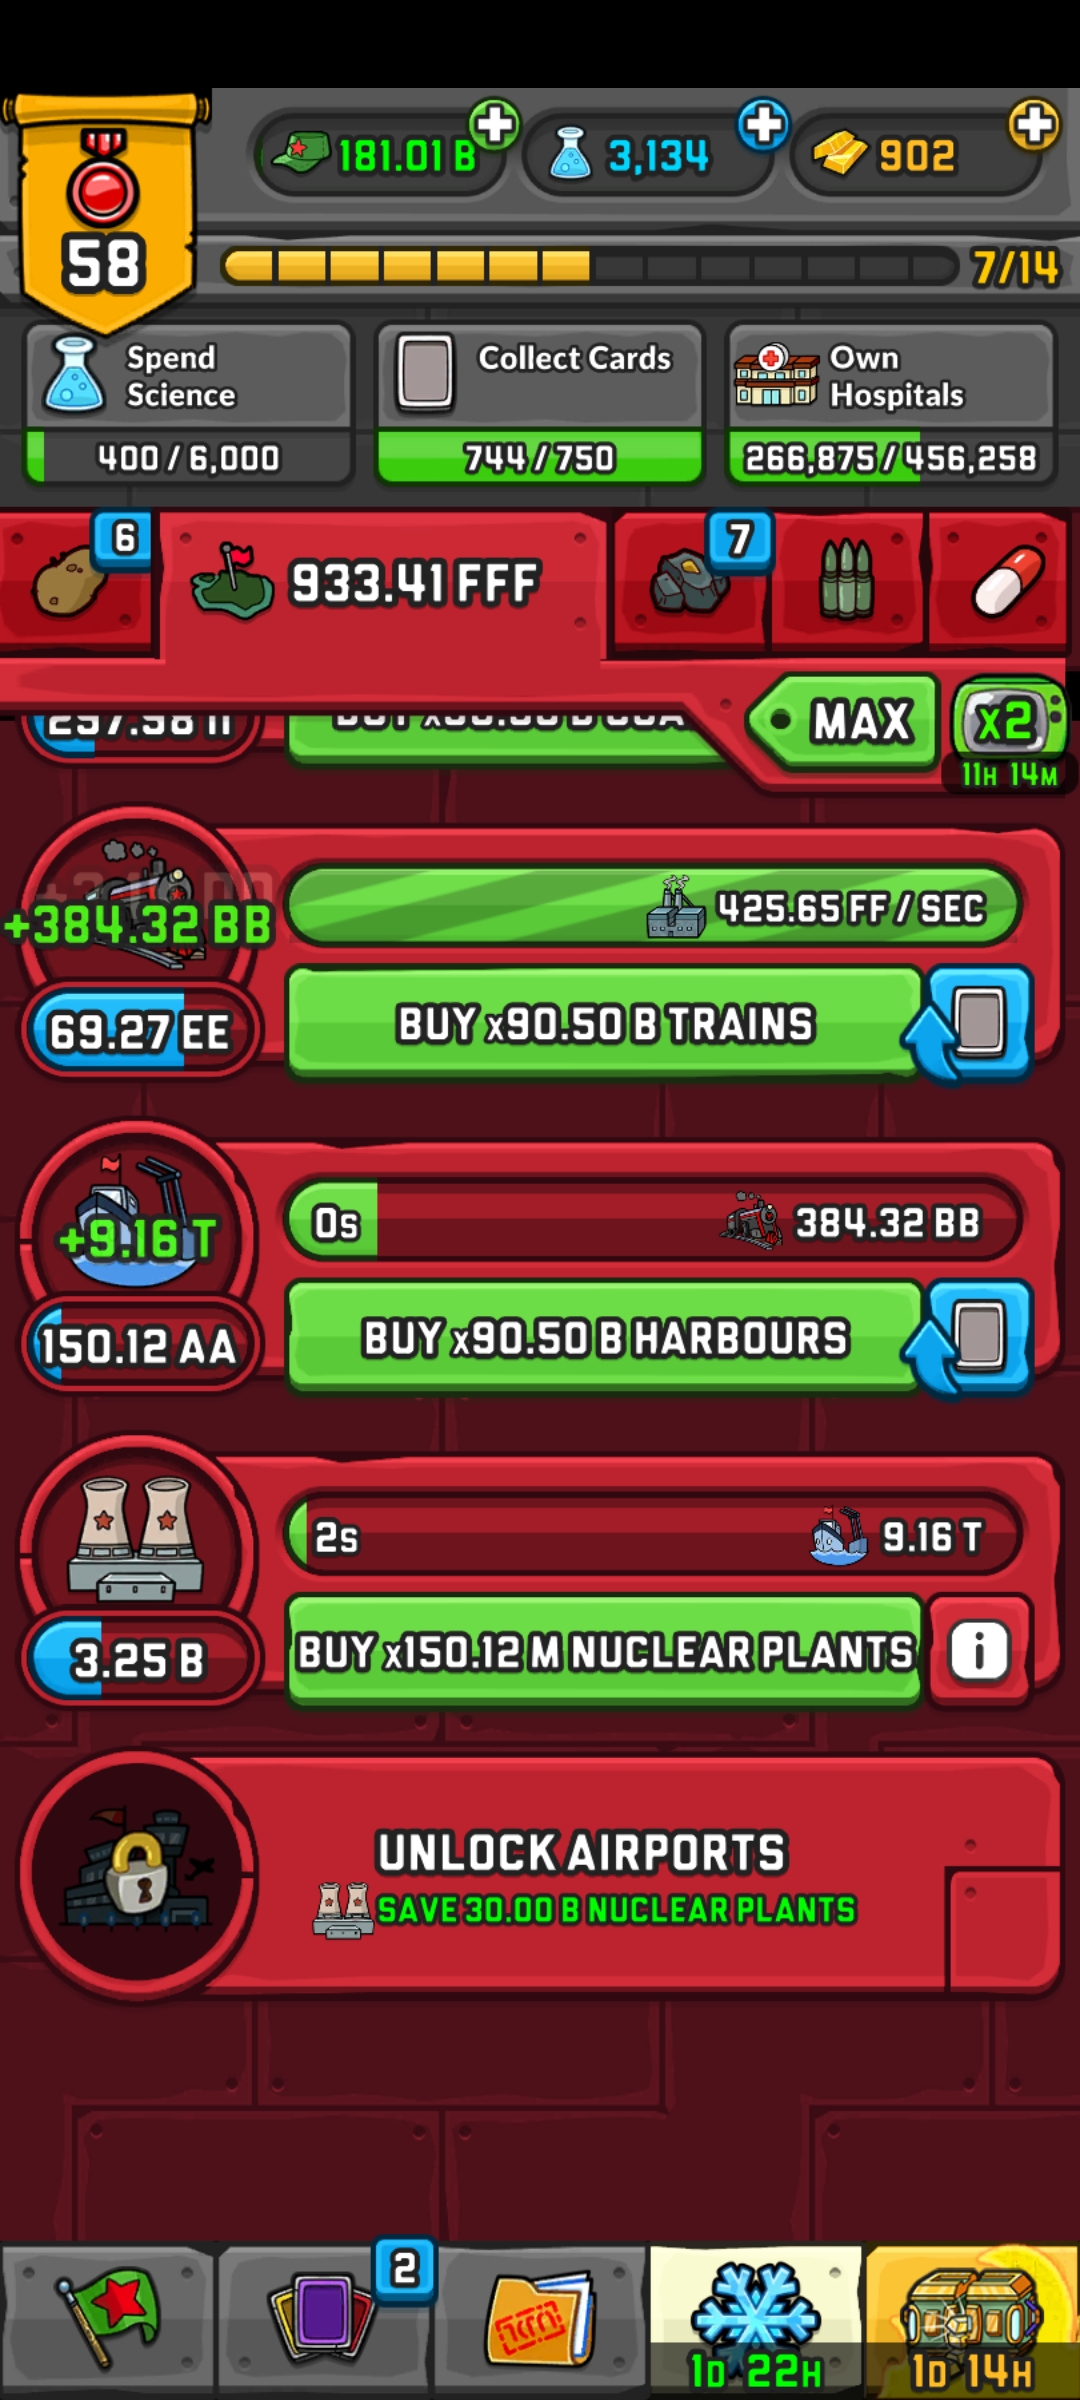 181.01 B
3,134
902
58
7/14
Spend
Science
Collect Cards
Own
Hospitals
400 / 6,000
744 / 750
266,875 / 456,258
6
933.41 FFF
7
MAX
x2
11H 14M
+384.32 BB
425.65 FF / SEC
69.27 EE
BUY x90.50 B TRAINS
+9.16 T
0s
384.32 BB
150.12 AA
BUY x90.50 B HARBOURS
2s
9.16 T
3.25 B
BUY x150.12 M NUCLEAR PLANTS
i
UNLOCK AIRPORTS
SAVE 30.00 B NUCLEAR PLANTS
2
1D 22H
1D 14H